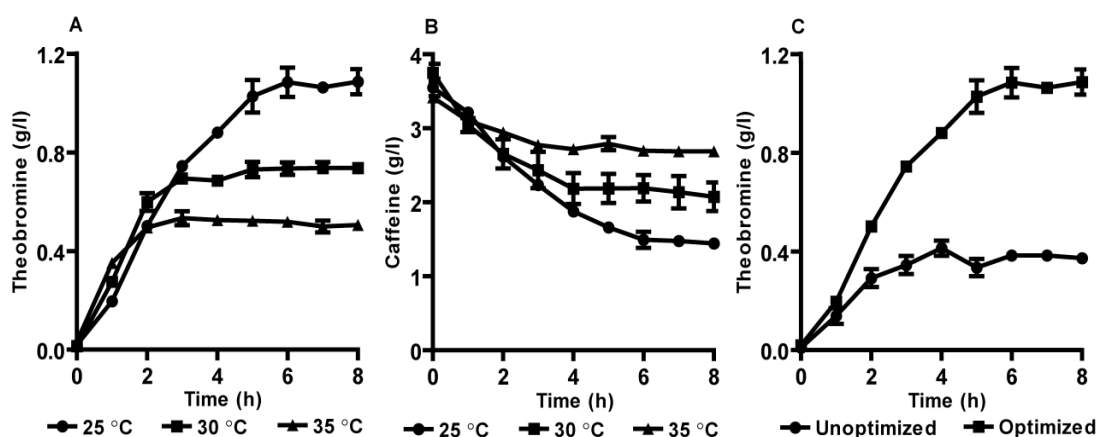 A
Theobromine (g/l)
1.2
0.8
0.4
0.0
0 2 4 6 8
Time (h)
25 °C 30 °C 35 °C
B
Caffeine (g/l)
4
3
2
1
0
0 2 4 6 8
Time (h)
25 °C 30 °C 35 °C
C
Theobromine (g/l)
1.2
0.8
0.4
0.0
0 2 4 6 8
Time (h)
Unoptimized Optimized